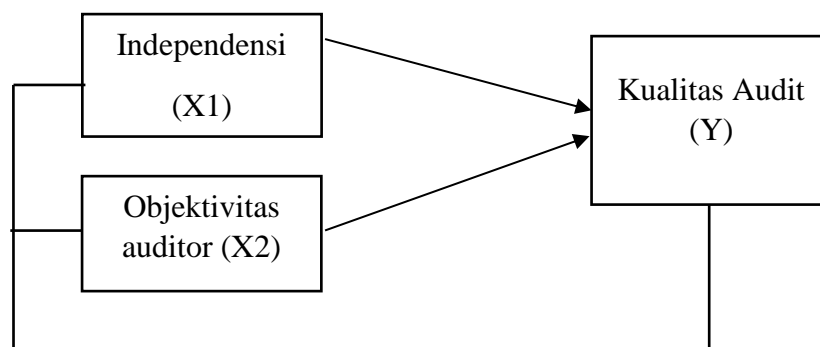 Independensi
(X1)
Kualitas Audit
(Y)
Objektivitas
auditor (X2)